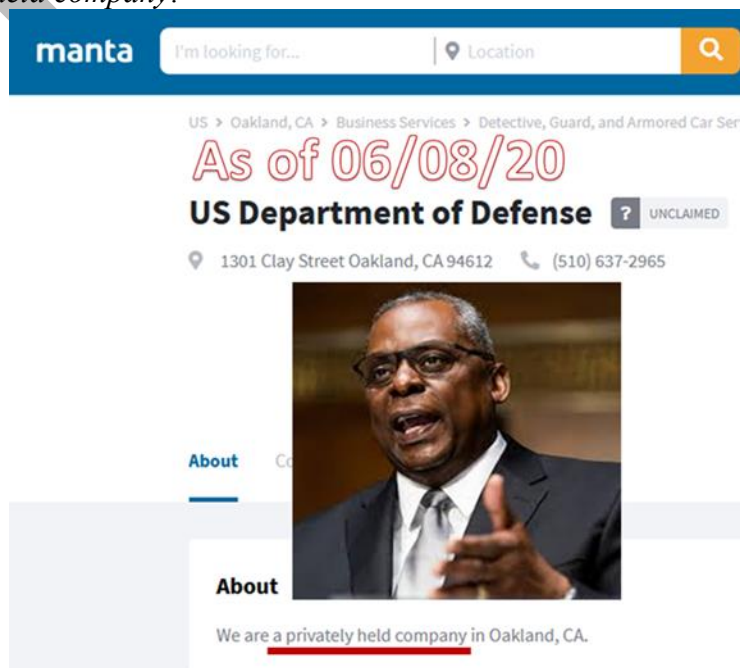 company.
manta I'm looking for... Location
US > Oakland, CA > Business Services > Detective, Guard, and Armored Car Ser
As of 06/08/20
US Department of Defense ? UNCLAIMED
1301 Clay Street Oakland, CA 94612 (510) 637-2965
About
About
We are a privately held company in Oakland, CA.